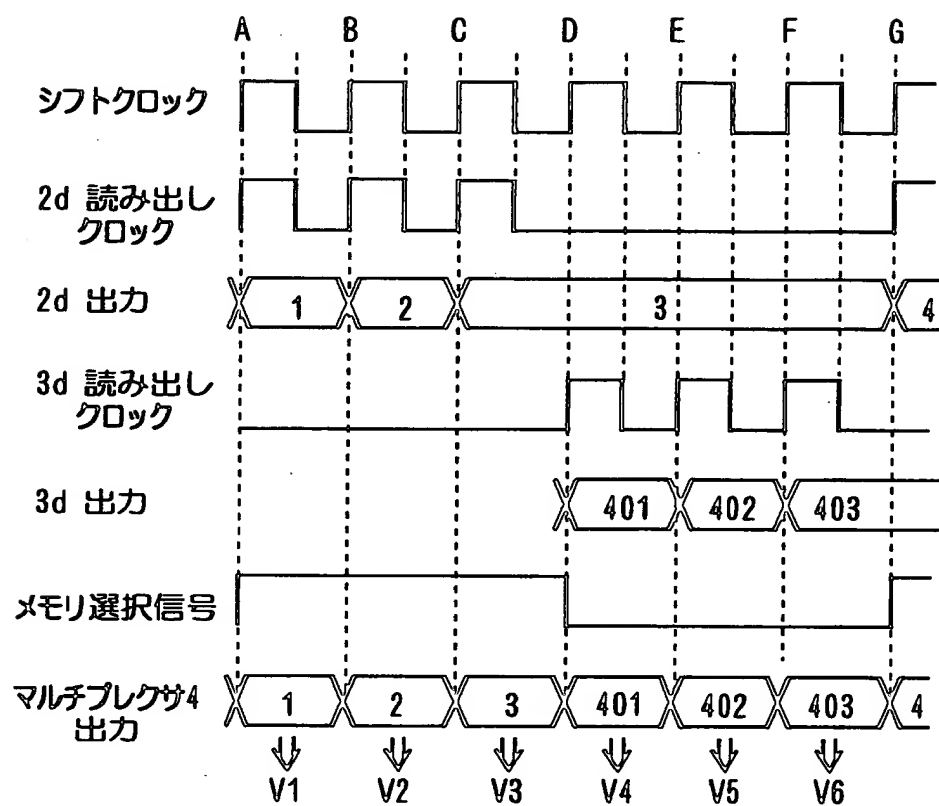 A B C D E F G
シフトクロック
2d 読み出し
クロック
2d 出力
1 2 3 4
3d 読み出し
クロック
3d 出力
401 402 403
メモリ選択信号
マルチプレクサ4
出力
1 2 3 401 402 403 4
V1 V2 V3 V4 V5 V6